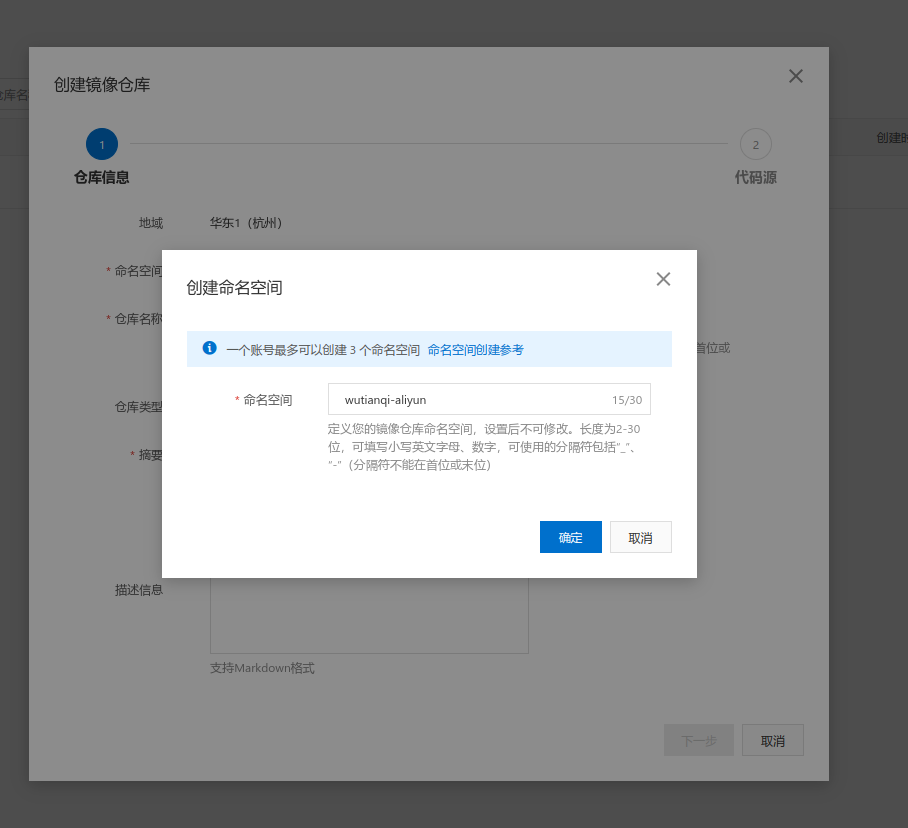 创建镜像仓库
仓库名
创建时
1
2
仓库信息
代码源
地域
华东1（杭州）
* 命名空间
* 仓库名称
首位或
仓库类型
* 摘要
创建命名空间
一个账号最多可以创建 3 个命名空间 命名空间创建参考
* 命名空间
wutianqi-aliyun
15/30
定义您的镜像仓库命名空间，设置后不可修改。长度为2-30
位，可填写小写英文字母、数字，可使用的分隔符包括“_”、
“-”（分隔符不能在首位或末位）
确定
取消
描述信息
支持Markdown格式
下一步
取消